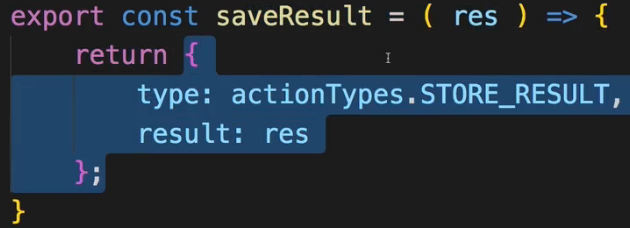 export const saveResult = ( res ) => {
    return {
        type: actionTypes.STORE_RESULT,
        result: res
    };
}